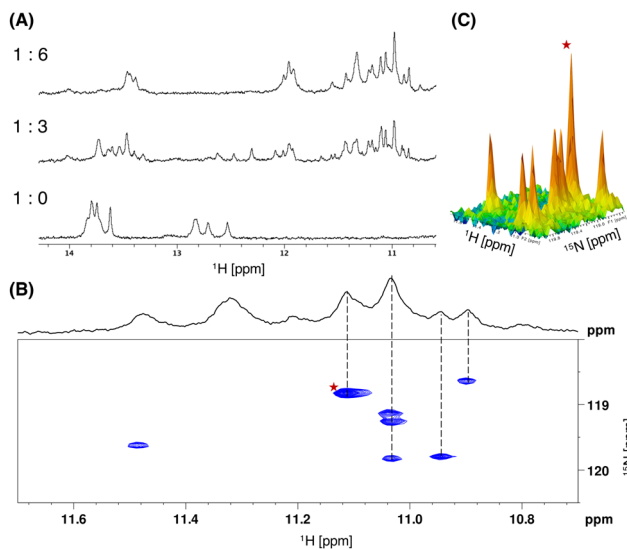 (A)
1 : 6
1 : 3
1 : 0
14
13
12
11
¹H [ppm]
(C)
¹H [ppm]
¹⁵N [ppm]
(B)
ppm
119
120
¹⁵N [ppm]
11.6
11.4
11.2
11.0
10.8
ppm
¹H [ppm]